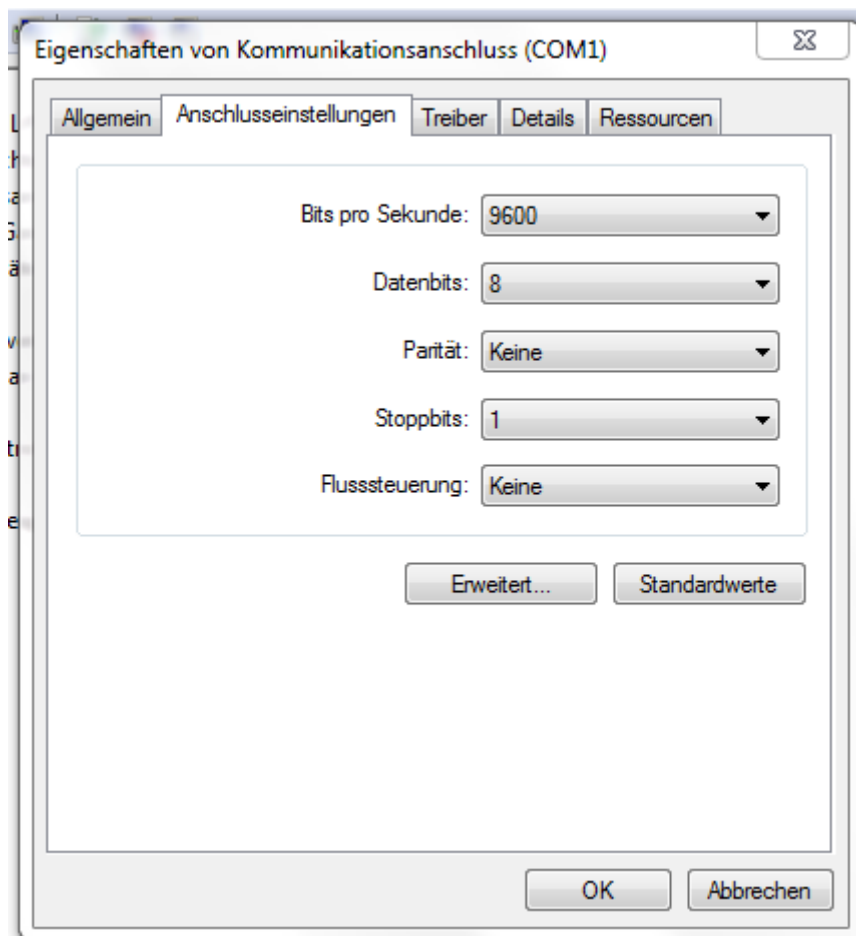 Eigenschaften von Kommunikationsanschluss (COM1)
Allgemein Anschlusseinstellungen Treiber Details Ressourcen
Bits pro Sekunde: 9600
Datenbits: 8
Parität: Keine
Stoppbits: 1
Flusssteuerung: Keine
Erweitert... Standardwerte
OK Abbrechen